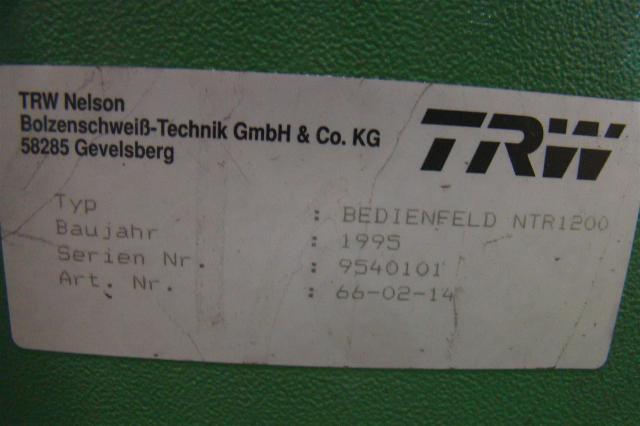 TRW Nelson
Bolzenschweiß-Technik GmbH & Co. KG
58285 Gevelsberg
TRW
Typ : BEDIENFELD NTR1200
Baujahr : 1995
Serien Nr. : 9540101
Art. Nr. : 66-02-14